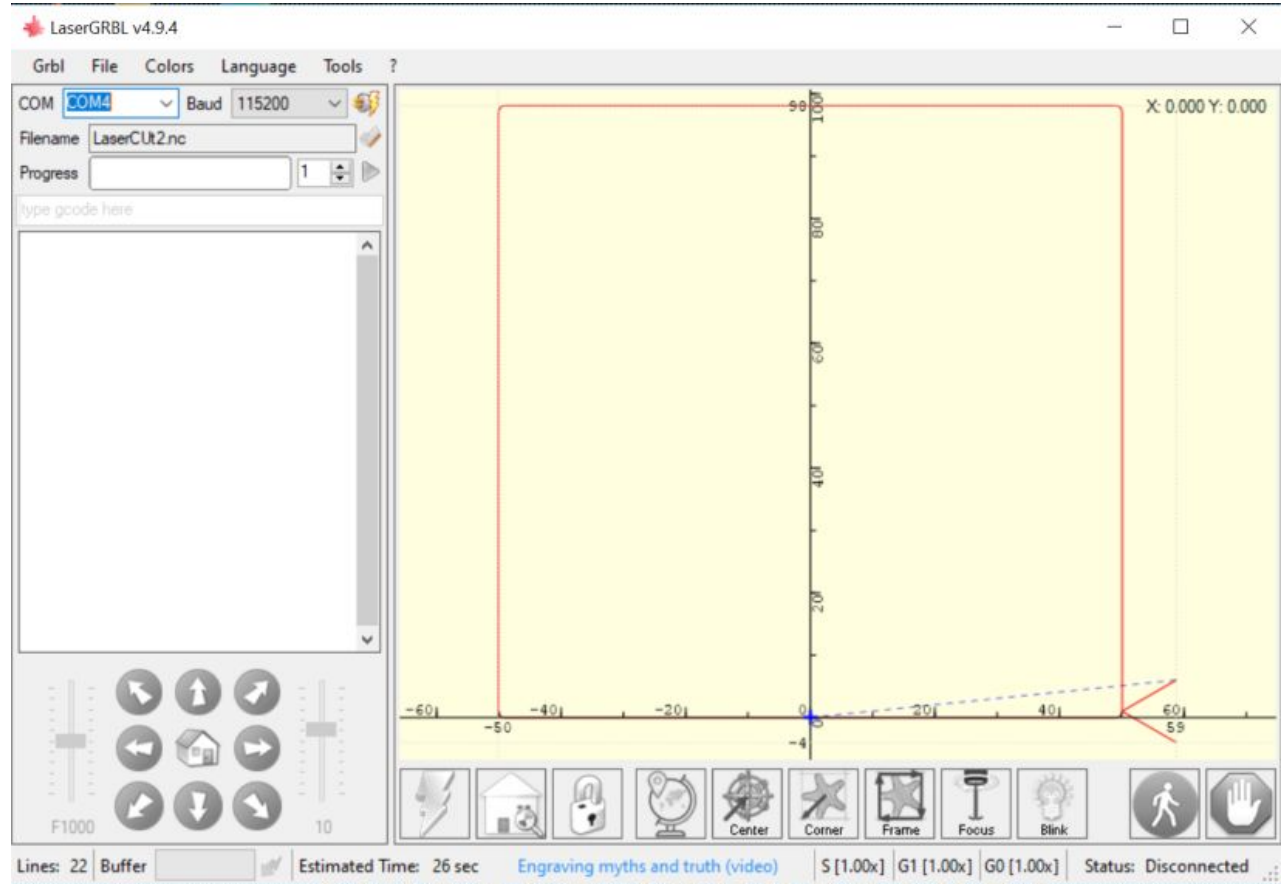 LaserGRBL v4.9.4
Grbl File Colors Language Tools ?
COM COM4 Baud 115200
Filename LaserCUt2.nc
Progress 1
type gcode here
F1000
10
X: 0.000 Y: 0.000
99
100
80
60
40
20
-60 -40 -20 0 0 20 40 60
-50 59
-4
Center Corner Frame Focus Blink
Lines: 22 Buffer Estimated Time: 26 sec Engraving myths and truth (video) S [1.00x] G1 [1.00x] G0 [1.00x] Status: Disconnected